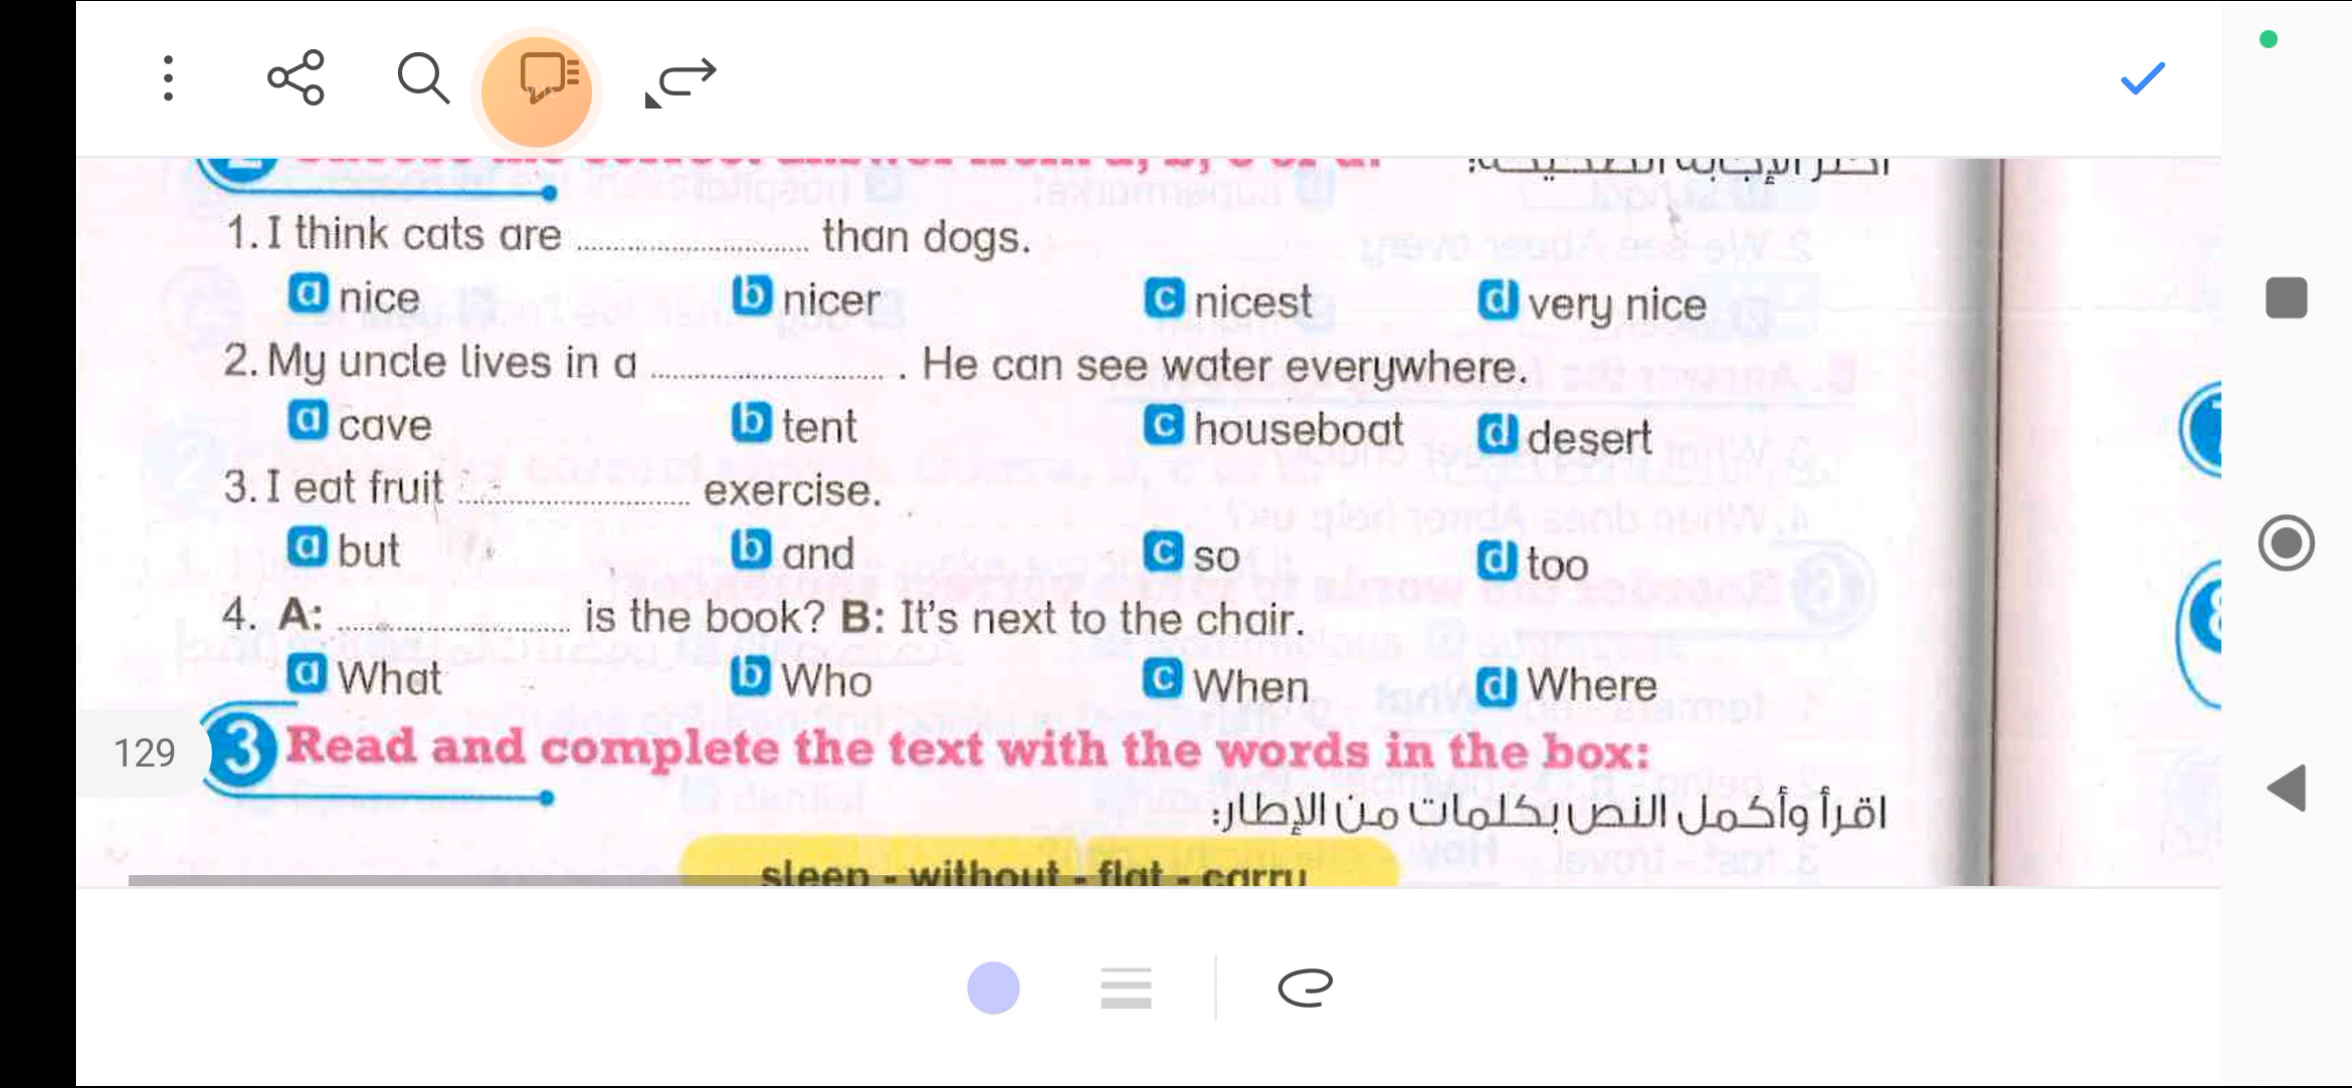 1. I think cats are .................... than dogs.
a nice b nicer c nicest d very nice
2. My uncle lives in a .................... . He can see water everywhere.
a cave b tent c houseboat d desert
3. I eat fruit .................... exercise.
a but b and c so d too
4. A: .................... is the book? B: It's next to the chair.
a What b Who c When d Where
129
3 Read and complete the text with the words in the box:
اقرأ وأكمل النص بكلمات من الإطار:
sleep - without - flat - carry